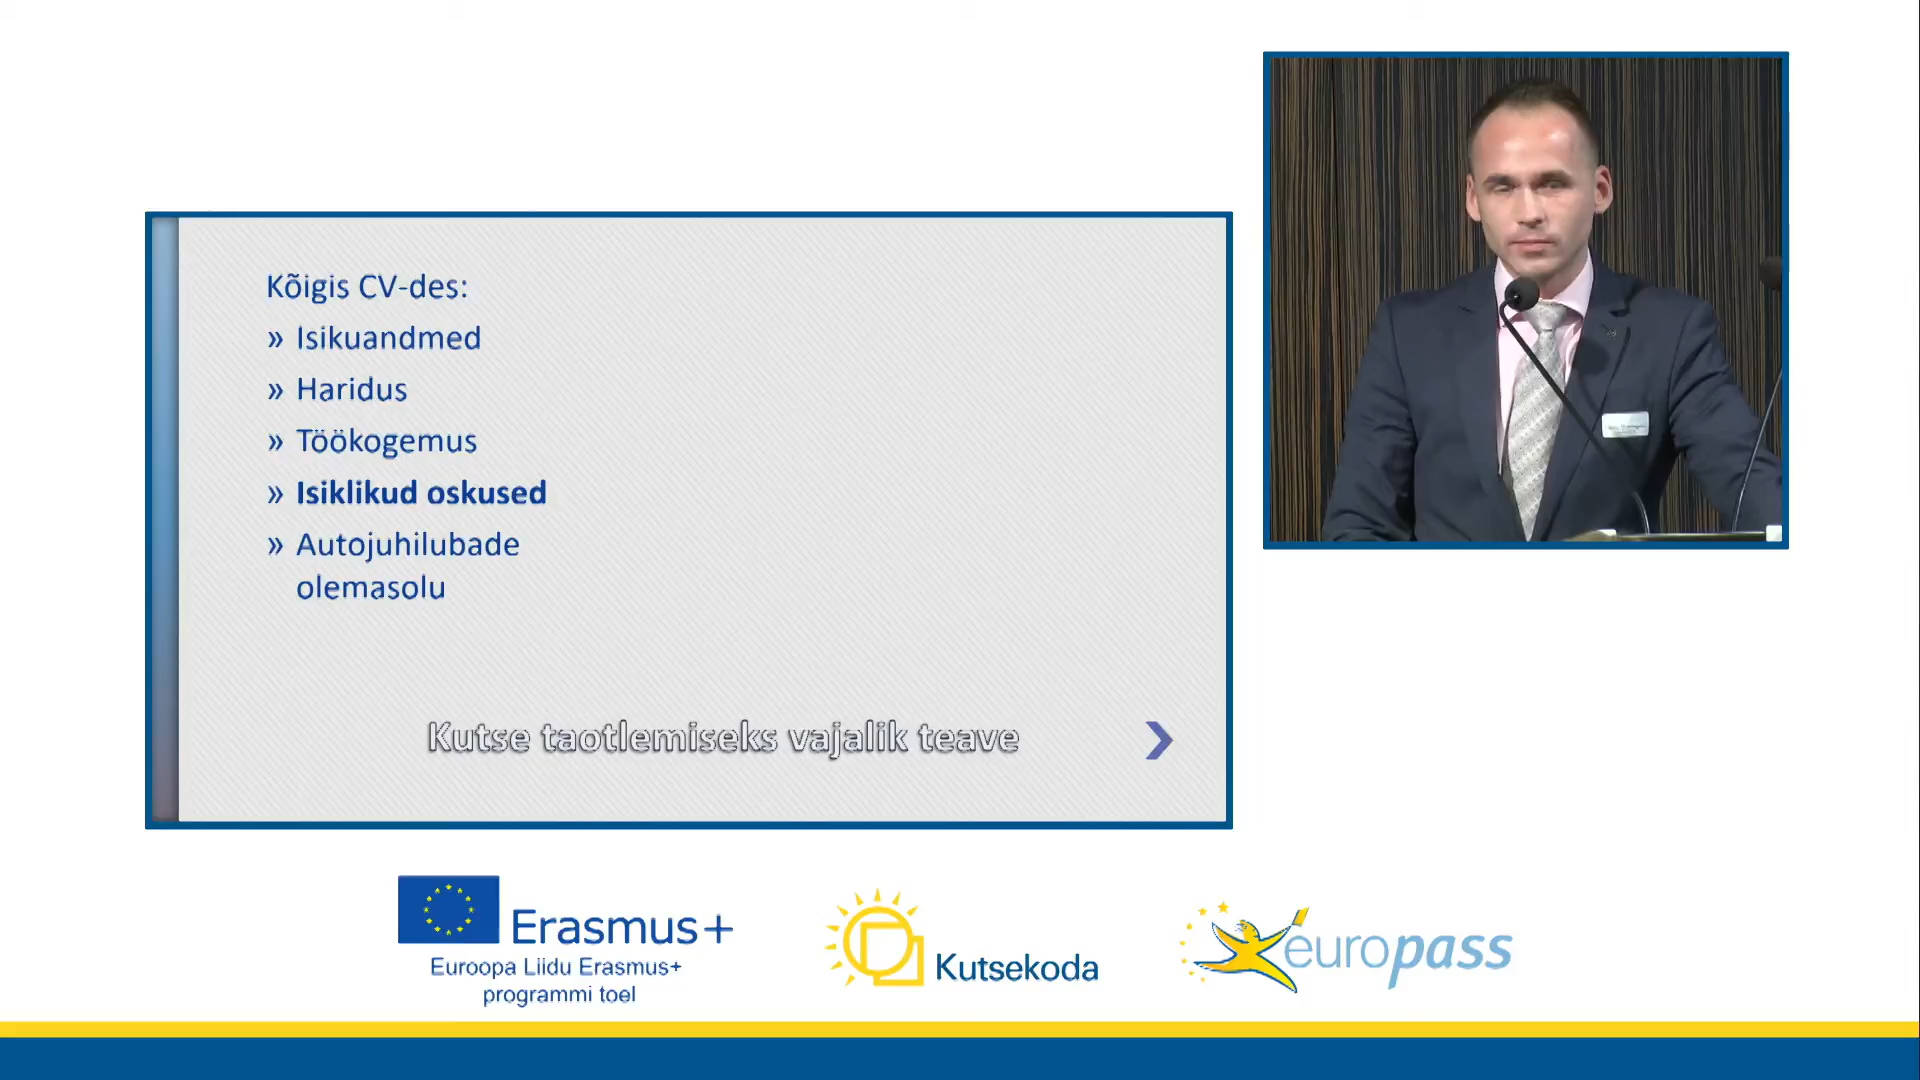 Kõigis CV-des:
» Isikuandmed
» Haridus
» Töökogemus
» Isiklikud oskused
» Autojuhilubade
olemasolu
Kutse taotlemiseks vajalik teave
Erasmus+
Euroopa Liidu Erasmus+
programmi toel
Kutsekoda
europass